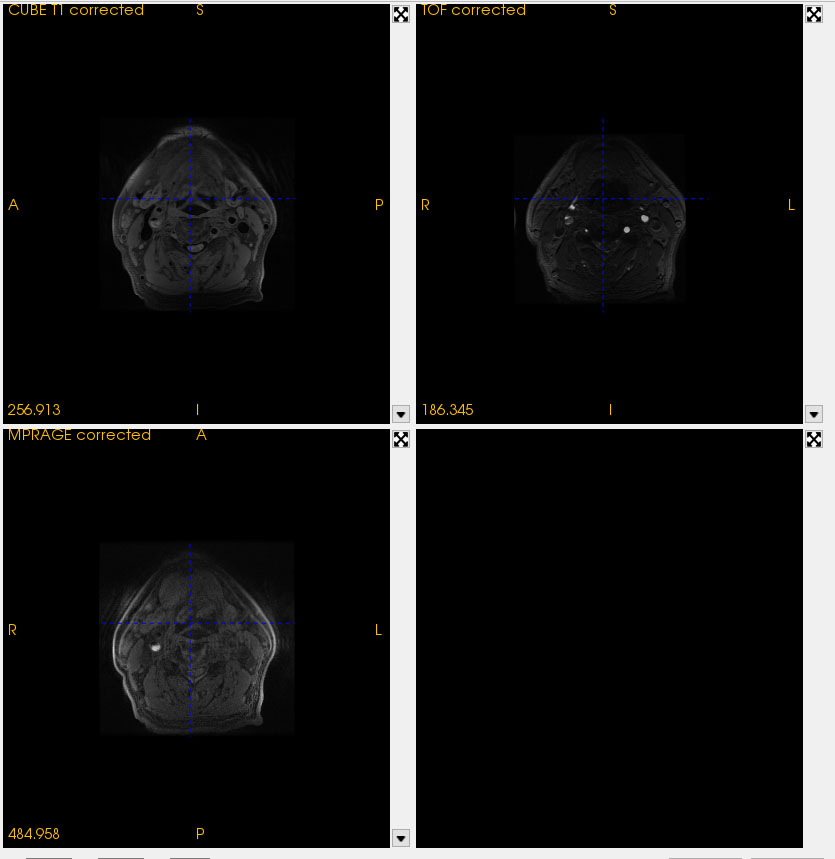 CUBE T1 corrected S
A P
256.913 I
TOF corrected S
R L
186.345 I
MPRAGE corrected A
R L
484.958 P